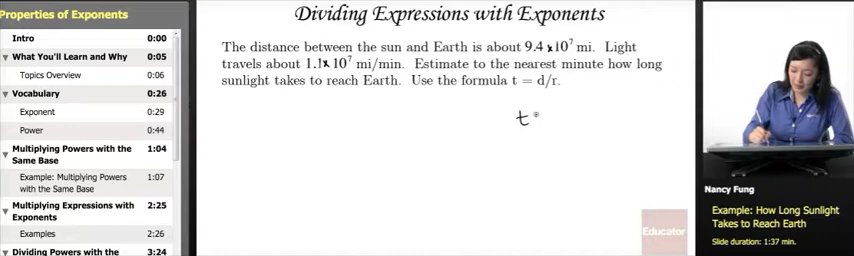 Properties of Exponents
Intro 0:00
What You'll Learn and Why 0:05
Topics Overview 0:06
Vocabulary 0:26
Exponent 0:29
Power 0:44
Multiplying Powers with the 1:04
Same Base
Example: Multiplying Powers 1:07
with the Same Base
Multiplying Expressions with 2:25
Exponents
Examples 2:26
Dividing Powers with the 3:24
Dividing Expressions with Exponents
The distance between the sun and Earth is about 9.4 x 10⁷ mi. Light
travels about 1.1 x 10⁷ mi/min. Estimate to the nearest minute how long
sunlight takes to reach Earth. Use the formula t = d/r.
t =
Educator
Nancy Fung
Example: How Long Sunlight
Takes to Reach Earth
Slide duration: 1:37 min.